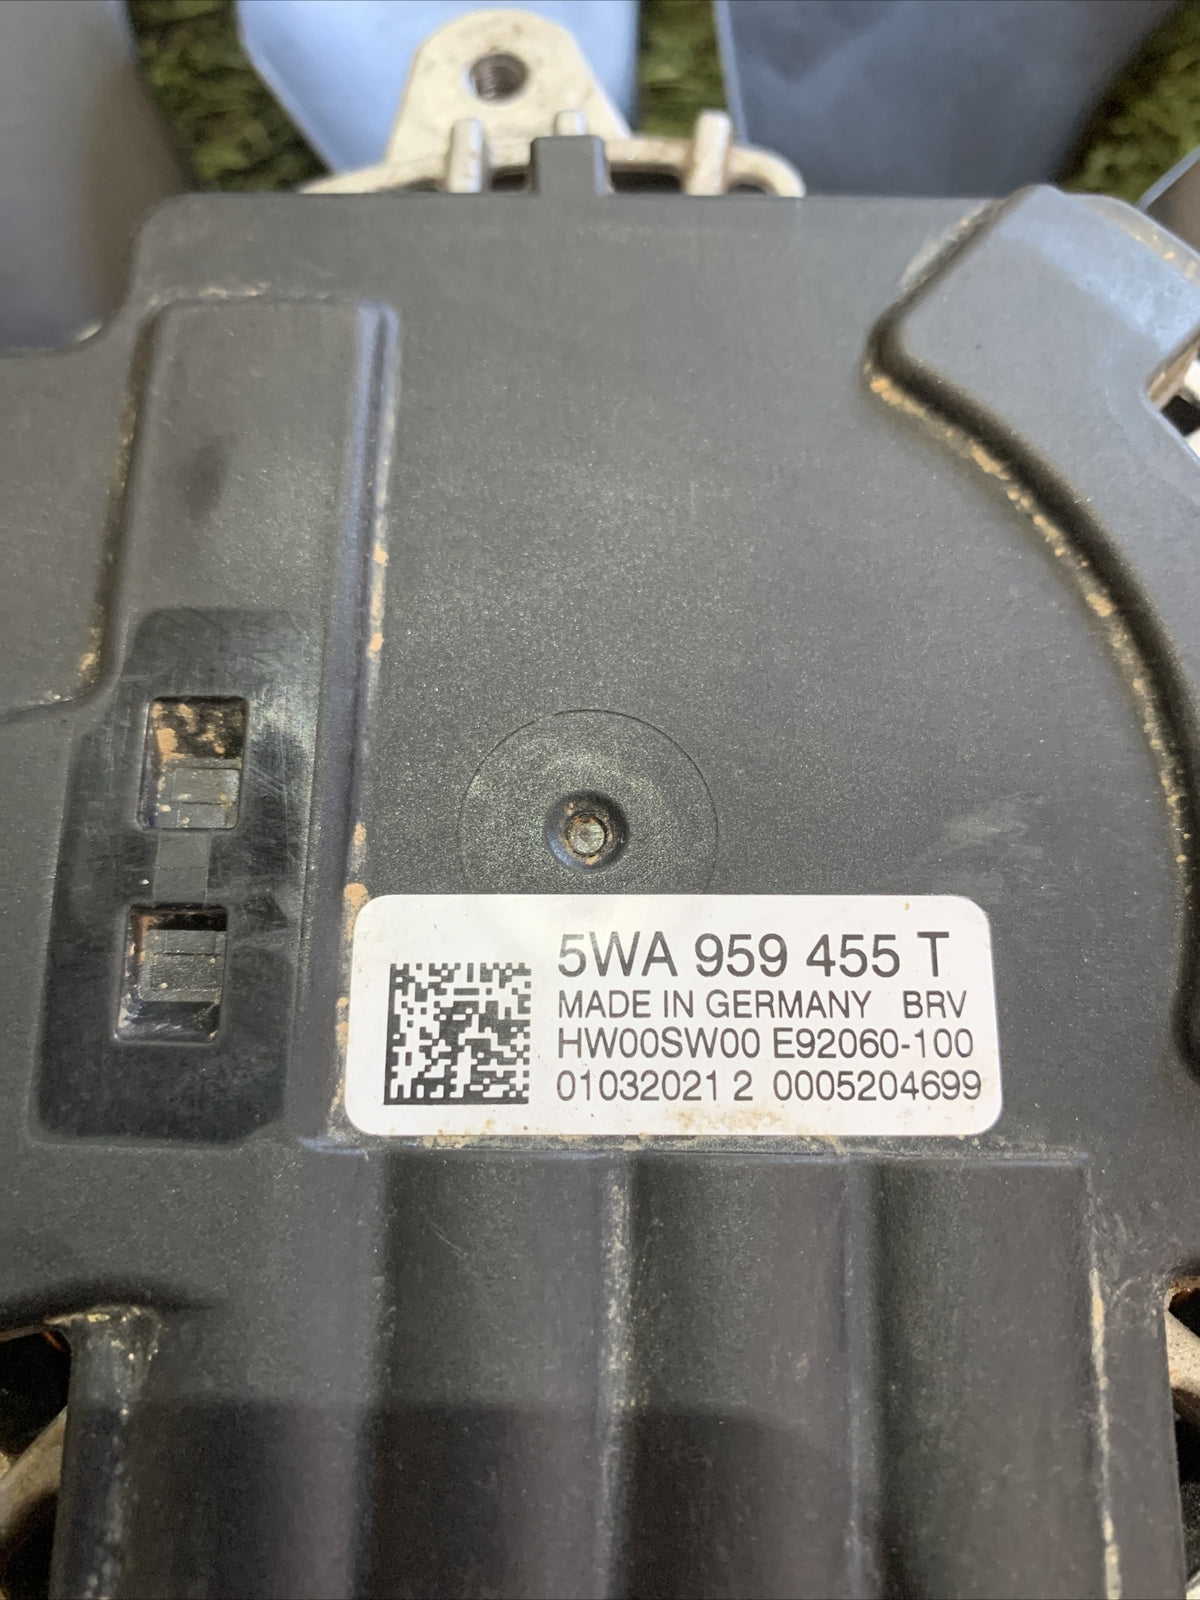 5WA 959 455 T
MADE IN GERMANY BRV
HW00SW00 E92060-100
01032021 2 0005204699